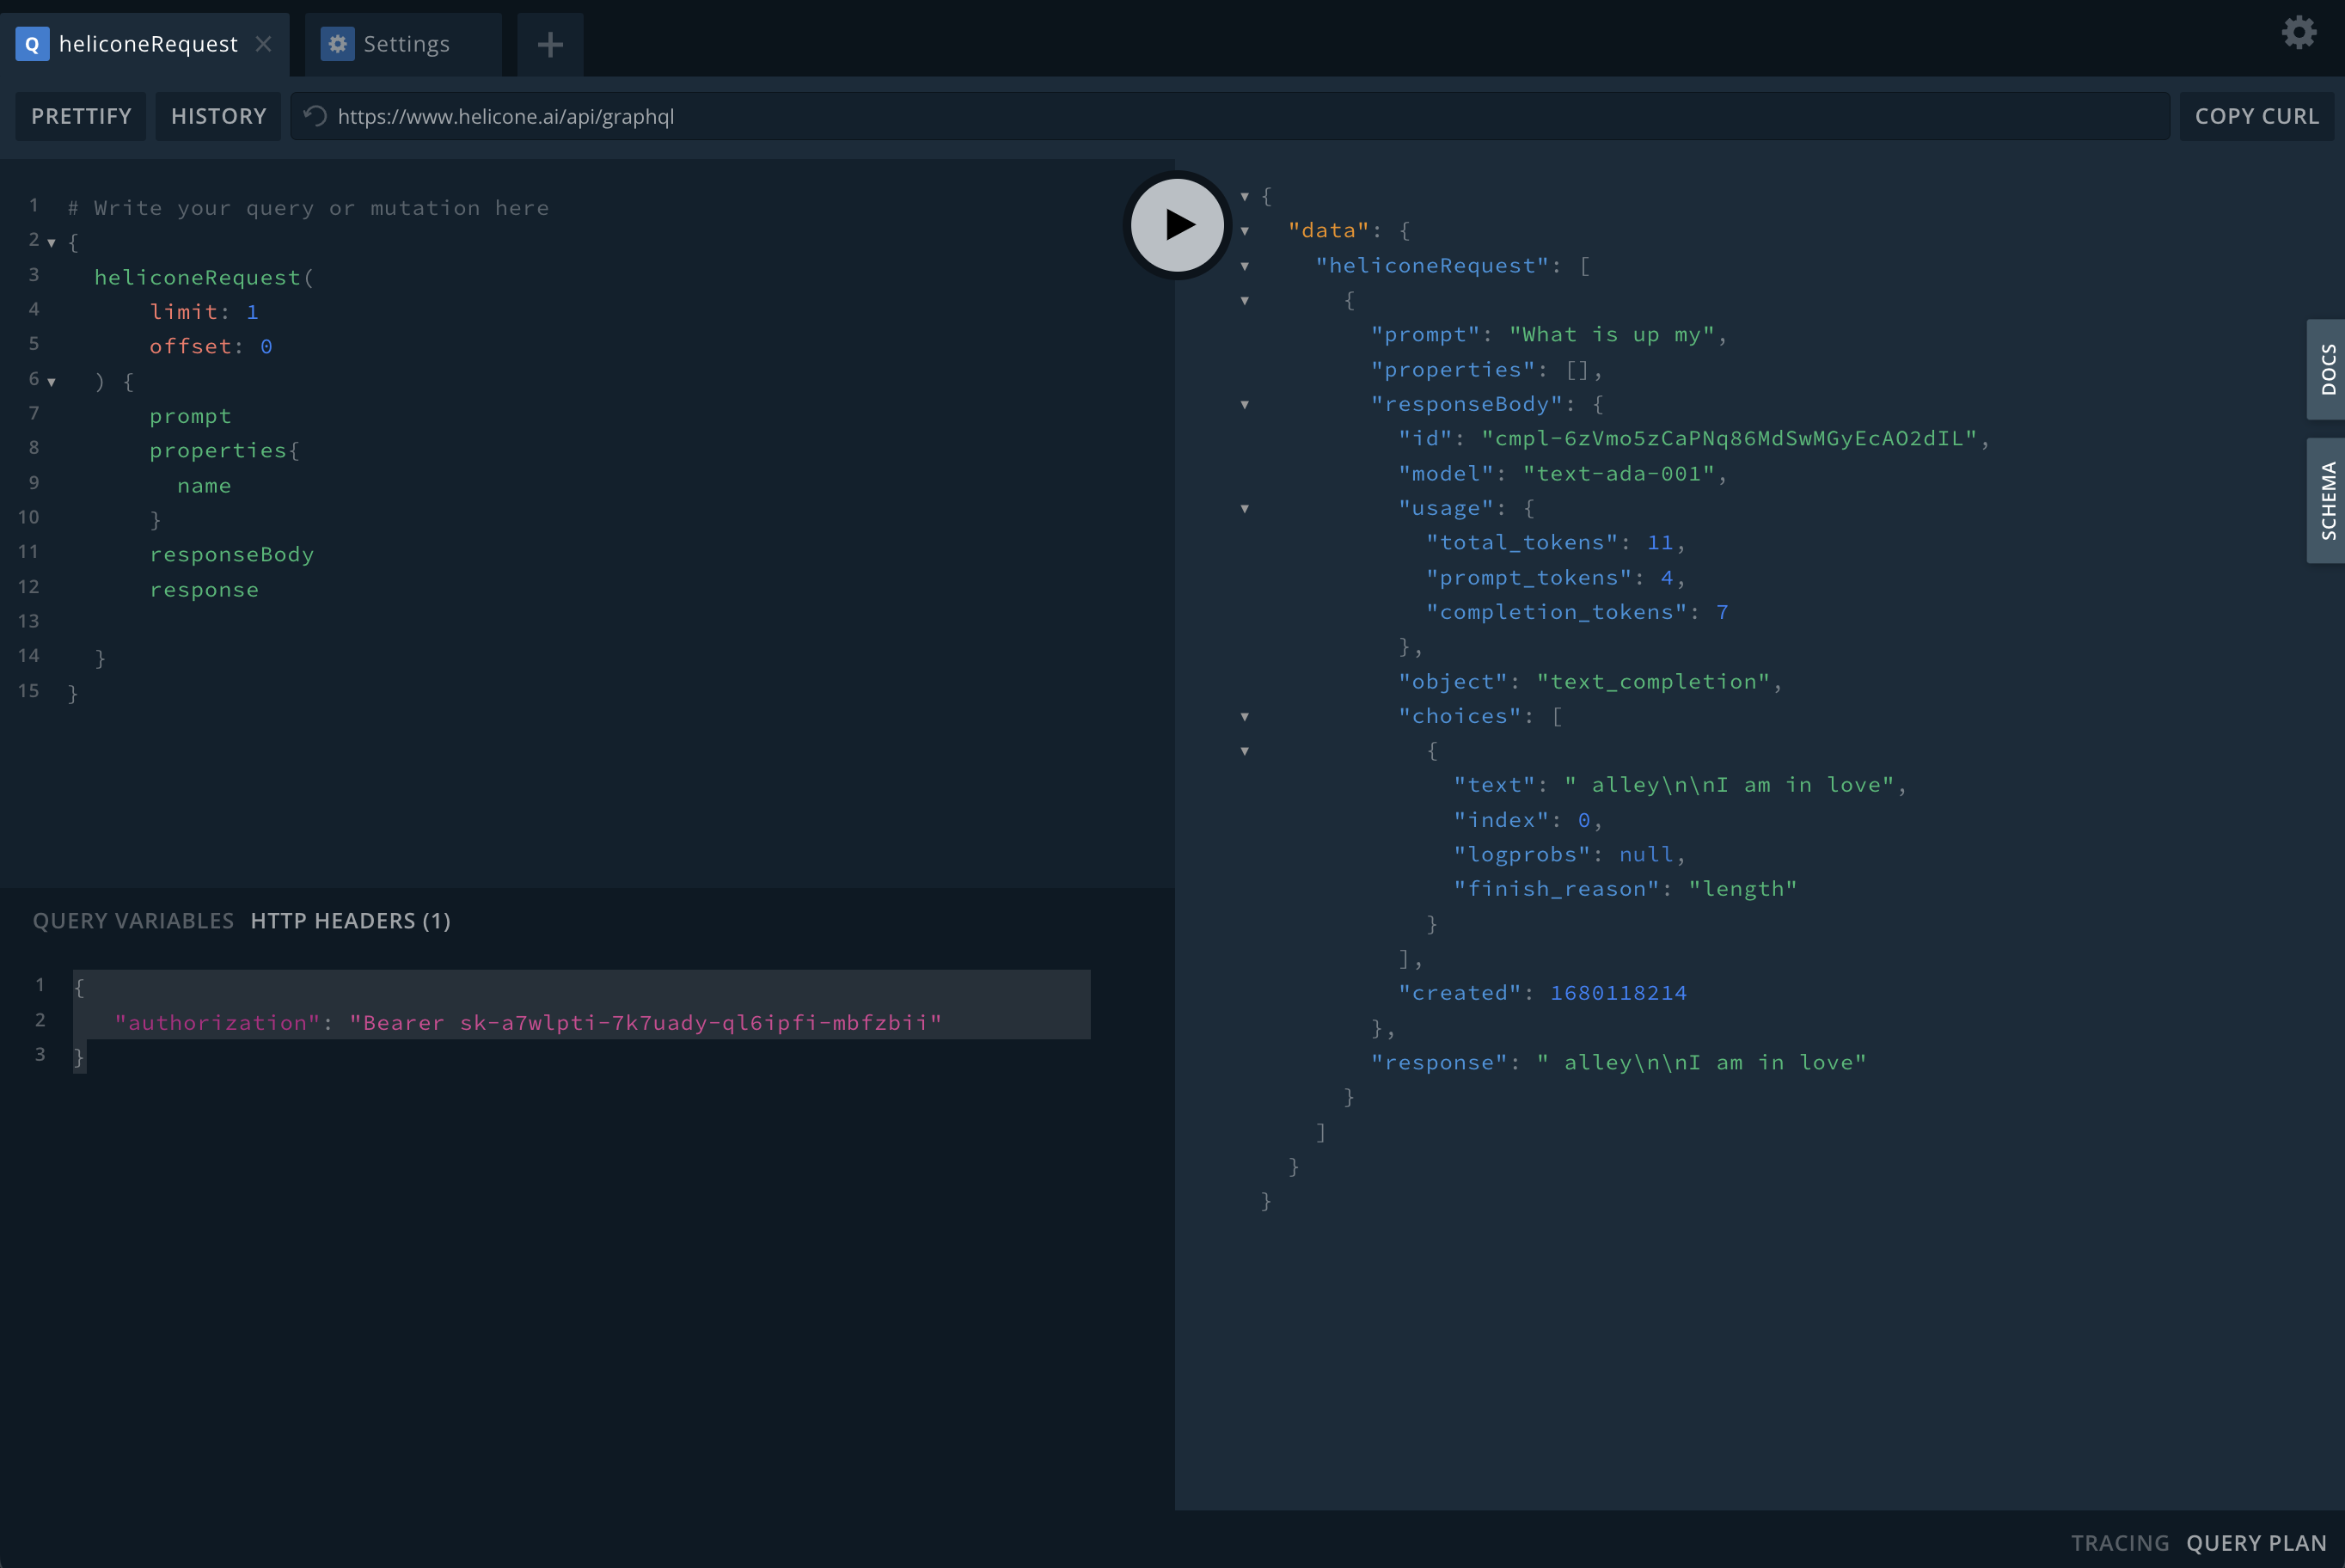 heliconeRequest
Settings
PRETTIFY
HISTORY
https://www.helicone.ai/api/graphql
COPY CURL
1 # Write your query or mutation here
2 {
3 heliconeRequest(
4 limit: 1
5 offset: 0
6 ) {
7 prompt
8 properties{
9 name
10 }
11 responseBody
12 response
13
14 }
15 }
QUERY VARIABLES HTTP HEADERS (1)
1 {
2 "authorization": "Bearer sk-a7wlpti-7k7uady-ql6ipfi-mbfzbii"
3 }
{
"data": {
"heliconeRequest": [
{
"prompt": "What is up my",
"properties": [],
"responseBody": {
"id": "cmpl-6zVmo5zCaPNq86MdSwMGyEcAO2dIL",
"model": "text-ada-001",
"usage": {
"total_tokens": 11,
"prompt_tokens": 4,
"completion_tokens": 7
},
"object": "text_completion",
"choices": [
{
"text": " alley\n\nI am in love",
"index": 0,
"logprobs": null,
"finish_reason": "length"
}
],
"created": 1680118214
},
"response": " alley\n\nI am in love"
}
]
}
}
DOCS
SCHEMA
TRACING QUERY PLAN